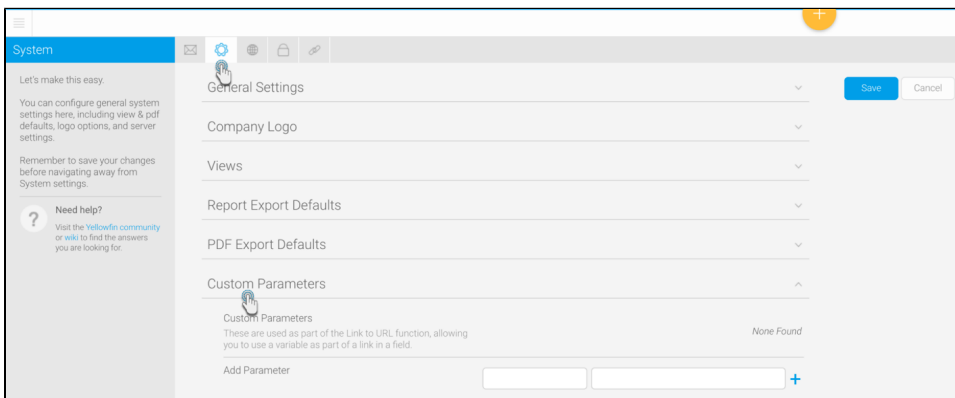 System
Let's make this easy.
You can configure general system
settings here, including view & pdf
defaults, logo options, and server
settings.
Remember to save your changes
before navigating away from
System settings.
?
Need help?
Visit the Yellowfin community
or wiki to find the answers
you are looking for.
General Settings
Company Logo
Views
Report Export Defaults
PDF Export Defaults
Custom Parameters
Custom Parameters
These are used as part of the Link to URL function, allowing
you to use a variable as part of a link in a field.
None Found
Add Parameter
Save
Cancel